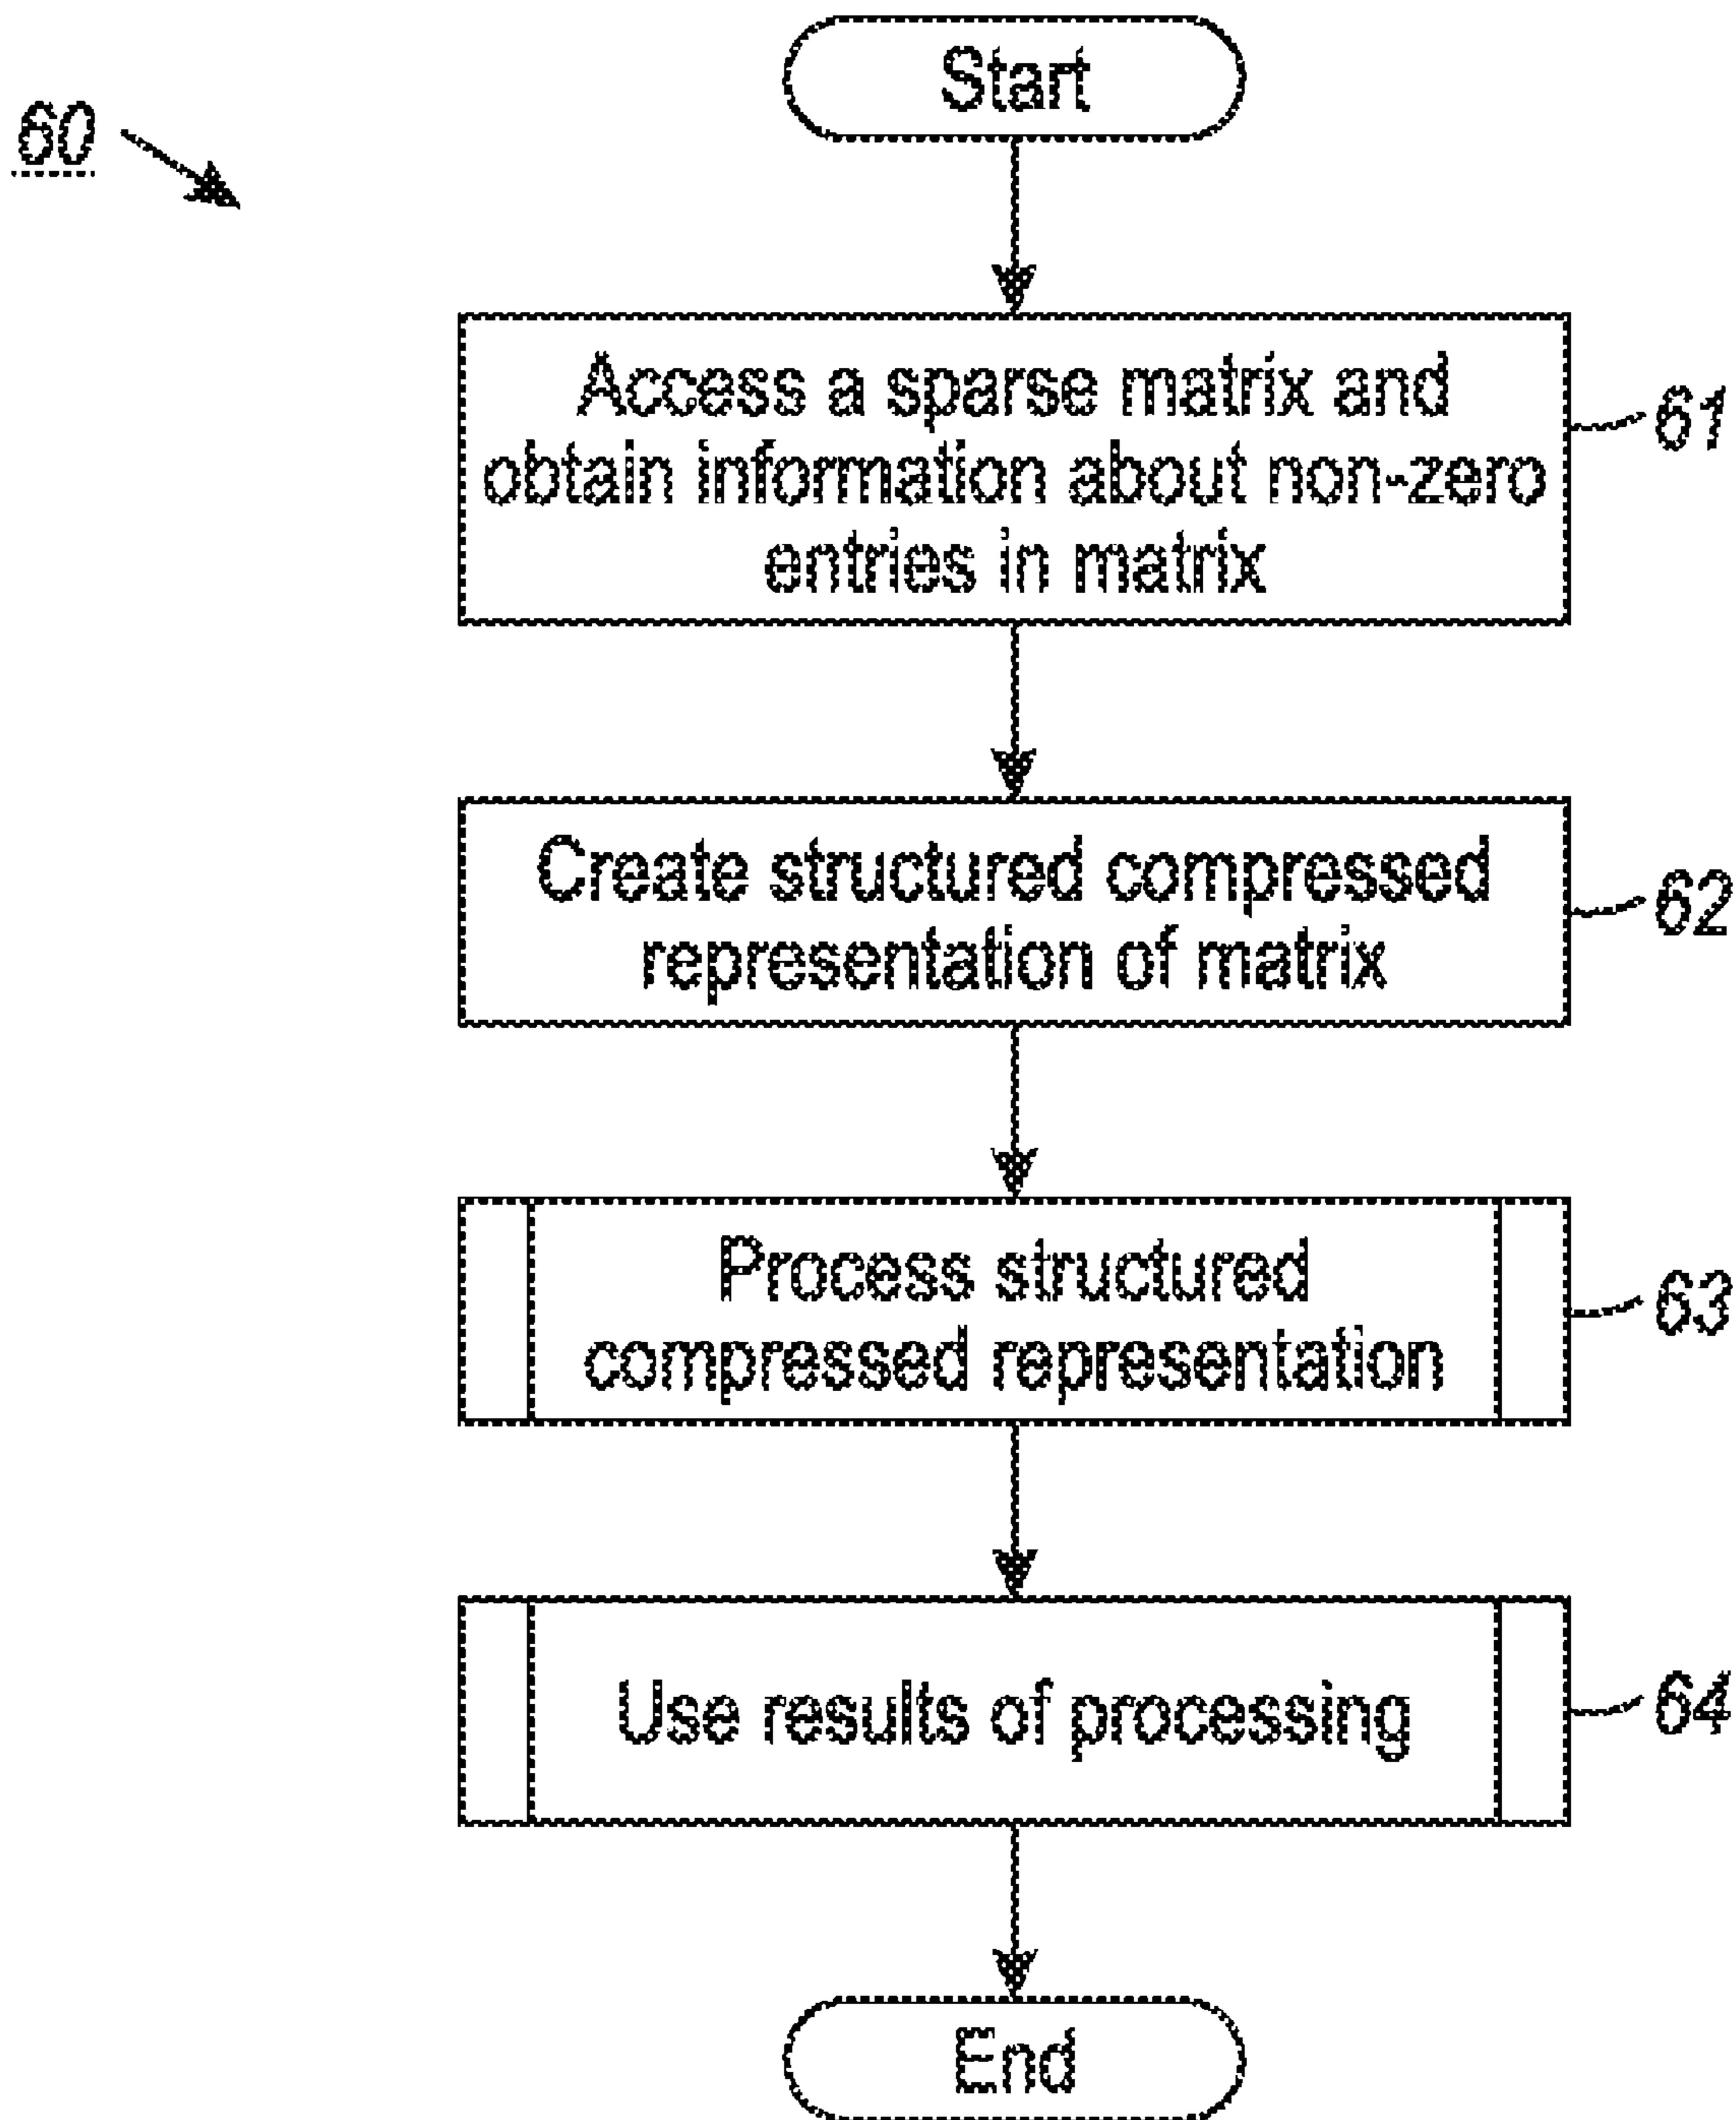 Start
60
Access a sparse matrix and
obtain information about non-zero
entries in matrix
61
Create structured compressed
representation of matrix
62
Process structured
compressed representation
63
Use results of processing
64
End